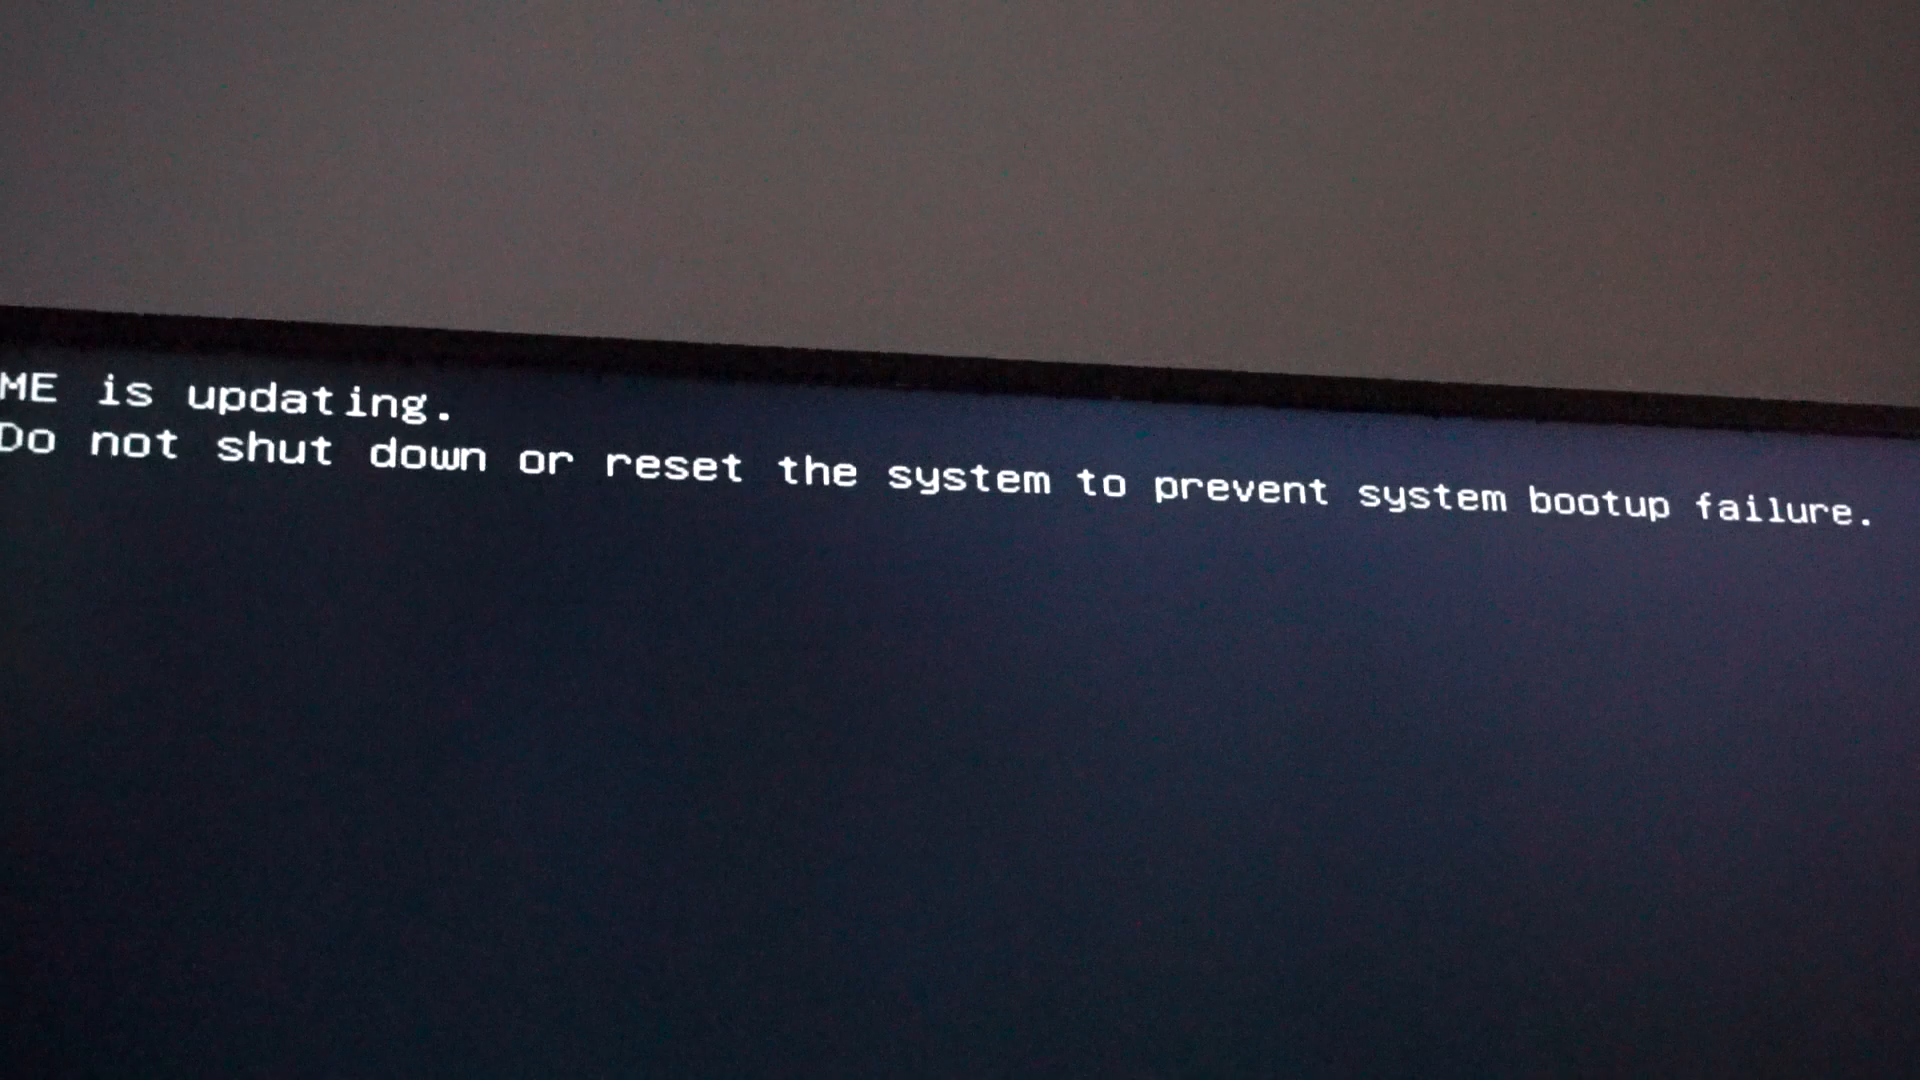 ME is updating.
Do not shut down or reset the system to prevent system bootup failure.